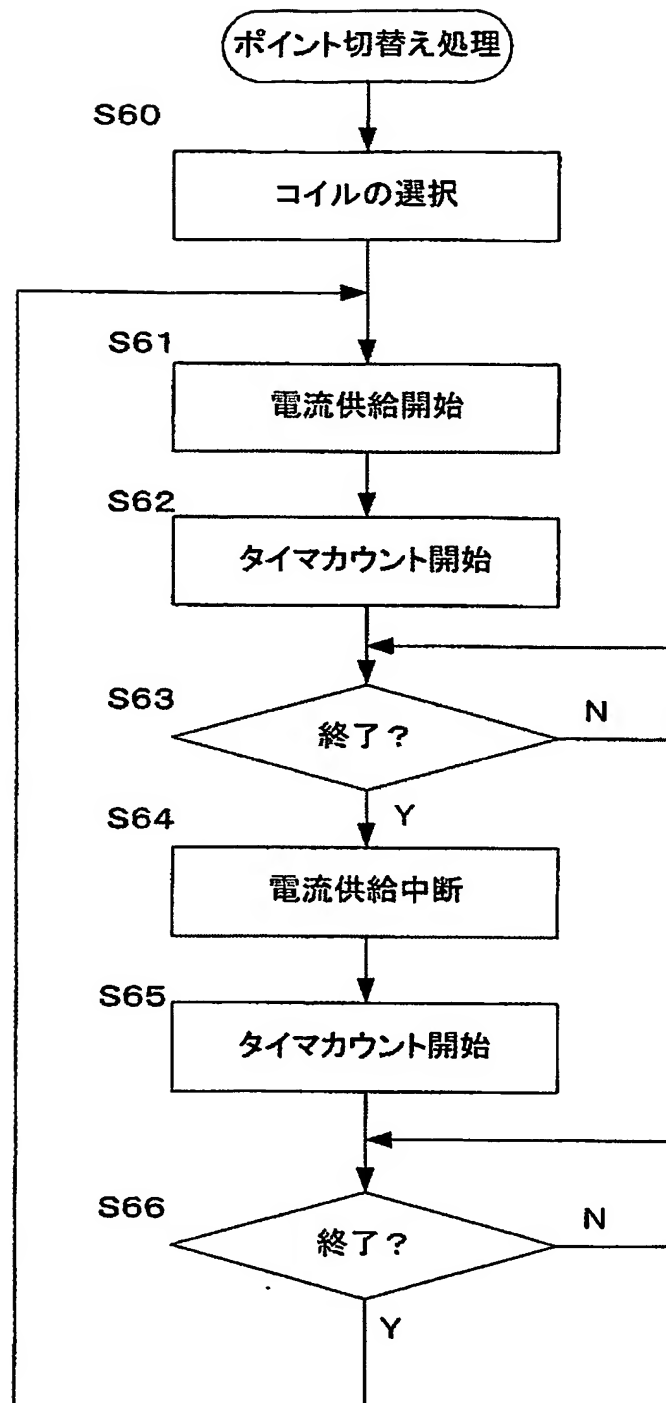 ポイント切替え処理
S60
コイルの選択
S61
電流供給開始
S62
タイマカウント開始
S63
終了?
N
Y
S64
電流供給中断
S65
タイマカウント開始
S66
終了?
N
Y